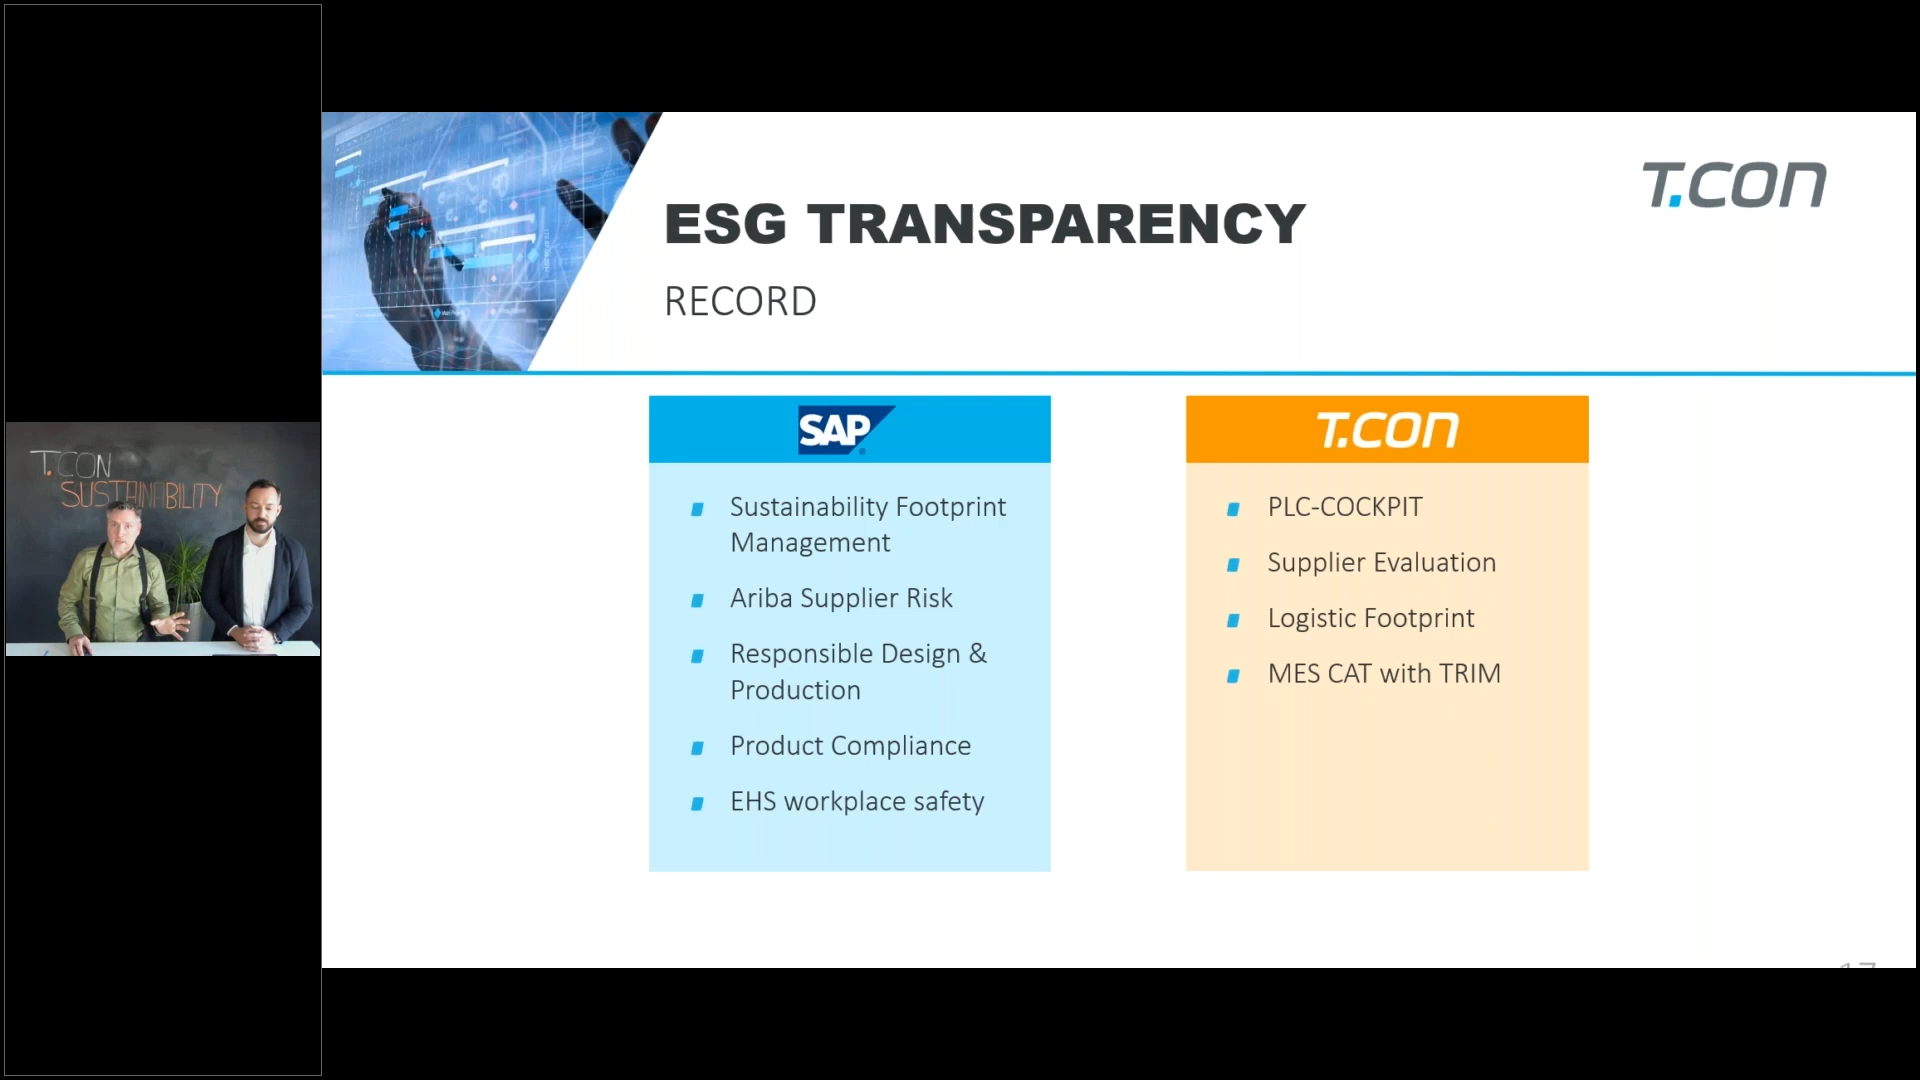 T.CON
SUSTAINABILITY
ESG TRANSPARENCY
RECORD
T.CON
SAP
Sustainability Footprint
Management
Ariba Supplier Risk
Responsible Design &
Production
Product Compliance
EHS workplace safety
T.CON
PLC-COCKPIT
Supplier Evaluation
Logistic Footprint
MES CAT with TRIM